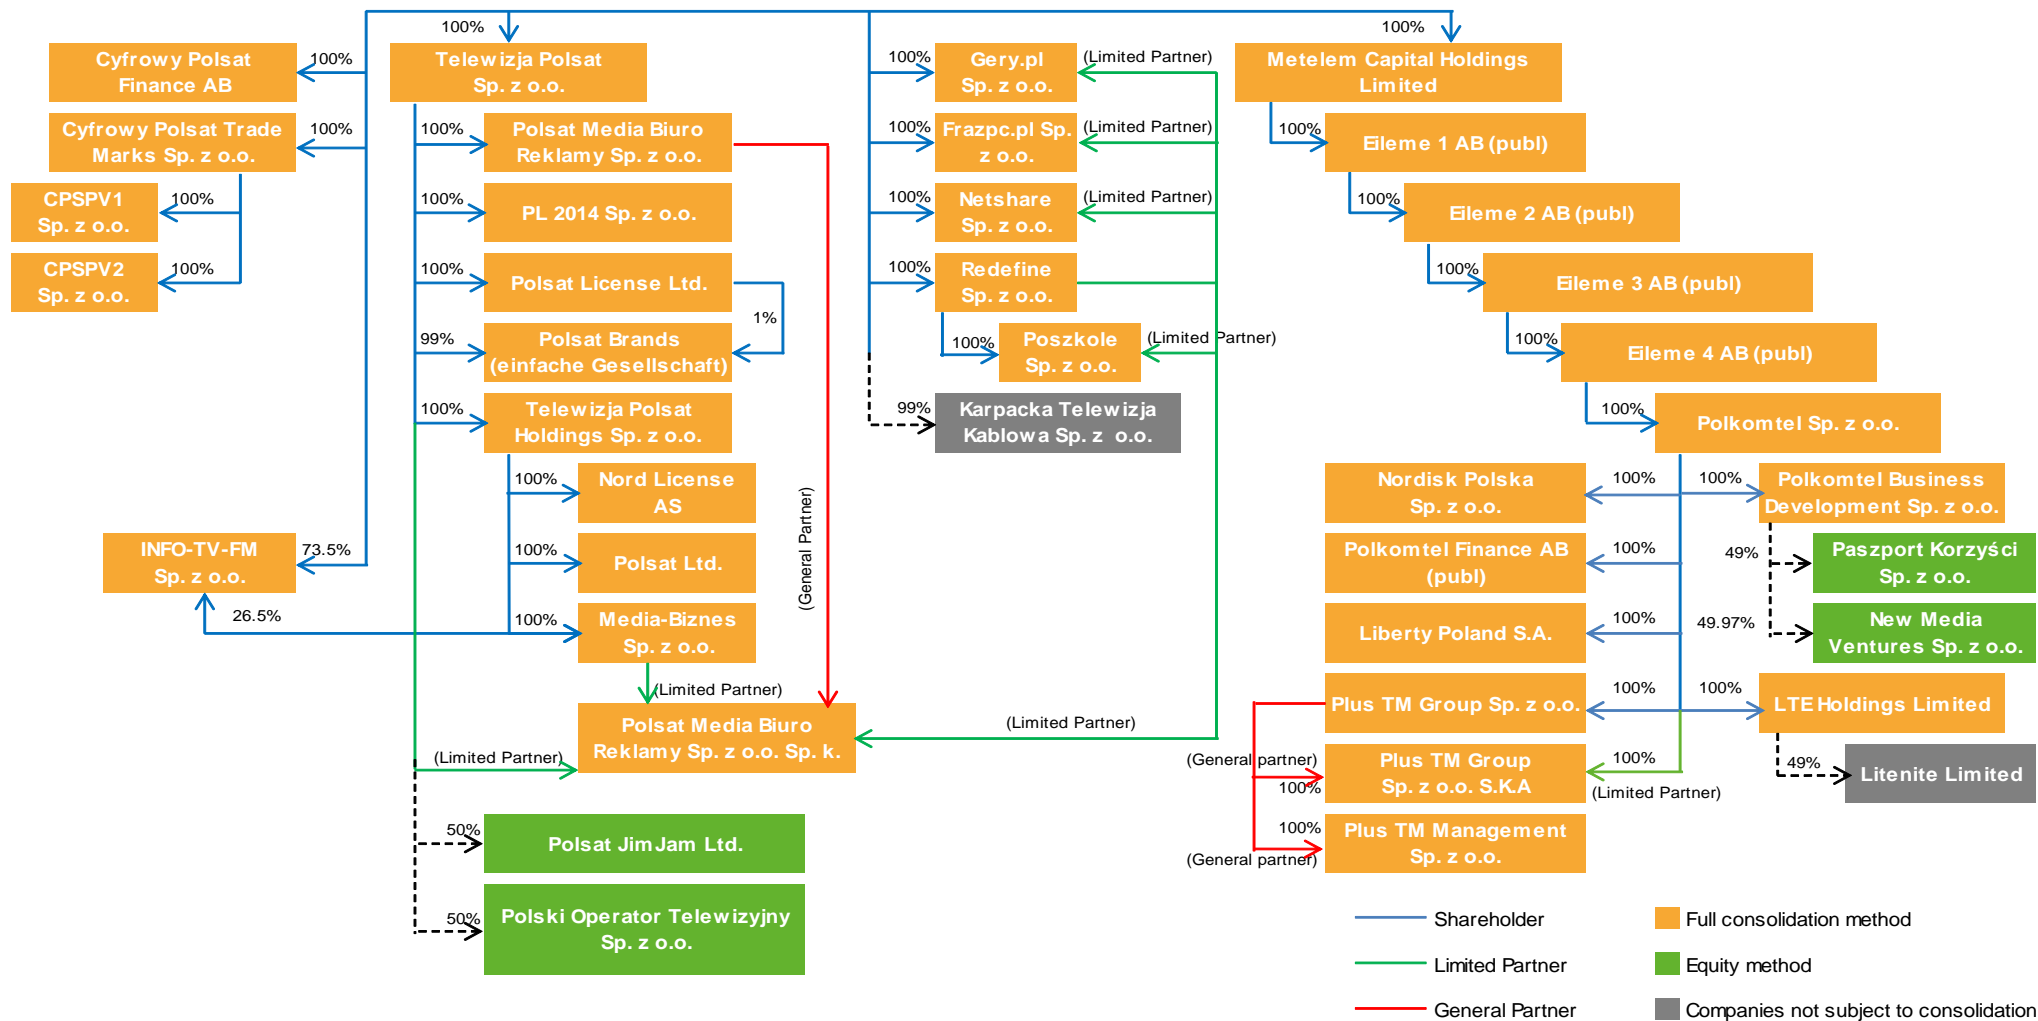 100%
100%
Cyfrowy Polsat
Finance AB
100%
Telewizja Polsat
Sp. z o.o.
100%
Gery.pl
Sp. z o.o.
(Limited Partner)
Metelem Capital Holdings
Limited
Cyfrowy Polsat Trade
Marks Sp. z o.o.
100%
100%
Polsat Media Biuro
Reklamy Sp. z o.o.
100%
Frazpc.pl Sp.
z o.o.
(Limited Partner)
100%
Eileme 1 AB (publ)
CPSPV1
Sp. z o.o.
100%
100%
PL 2014 Sp. z o.o.
100%
Netshare
Sp. z o.o.
(Limited Partner)
100%
Eileme 2 AB (publ)
CPSPV2
Sp. z o.o.
100%
100%
Polsat License Ltd.
100%
Redefine
Sp. z o.o.
100%
Eileme 3 AB (publ)
1%
99%
Polsat Brands
(einfache Gesellschaft)
100%
Poszkole
Sp. z o.o.
(Limited Partner)
100%
Eileme 4 AB (publ)
100%
Telewizja Polsat
Holdings Sp. z o.o.
99%
Karpacka Telewizja
Kablowa Sp. z  o.o.
100%
Polkomtel Sp. z o.o.
100%
Nord License
AS
Nordisk Polska
Sp. z o.o.
100%
100%
Polkomtel Business
Development Sp. z o.o.
INFO-TV-FM
Sp. z o.o.
73.5%
100%
Polsat Ltd.
(General Partner)
Polkomtel Finance AB
(publ)
100%
49%
Paszport Korzyści
Sp. z o.o.
26.5%
100%
Media-Biznes
Sp. z o.o.
Liberty Poland S.A.
100%
49.97%
New Media
Ventures Sp. z o.o.
(Limited Partner)
Polsat Media Biuro
Reklamy Sp. z o.o. Sp. k.
(Limited Partner)
Plus TM Group Sp. z o.o.
100%
100%
LTE Holdings Limited
(Limited Partner)
(General partner)
100%
Plus TM Group
Sp. z o.o. S.K.A
100%
(Limited Partner)
49%
Litenite Limited
50%
Polsat JimJam Ltd.
100%
(General partner)
Plus TM Management
Sp. z o.o.
50%
Polski Operator Telewizyjny
Sp. z o.o.
Shareholder
Full consolidation method
Limited Partner
Equity method
General Partner
Companies not subject to consolidation